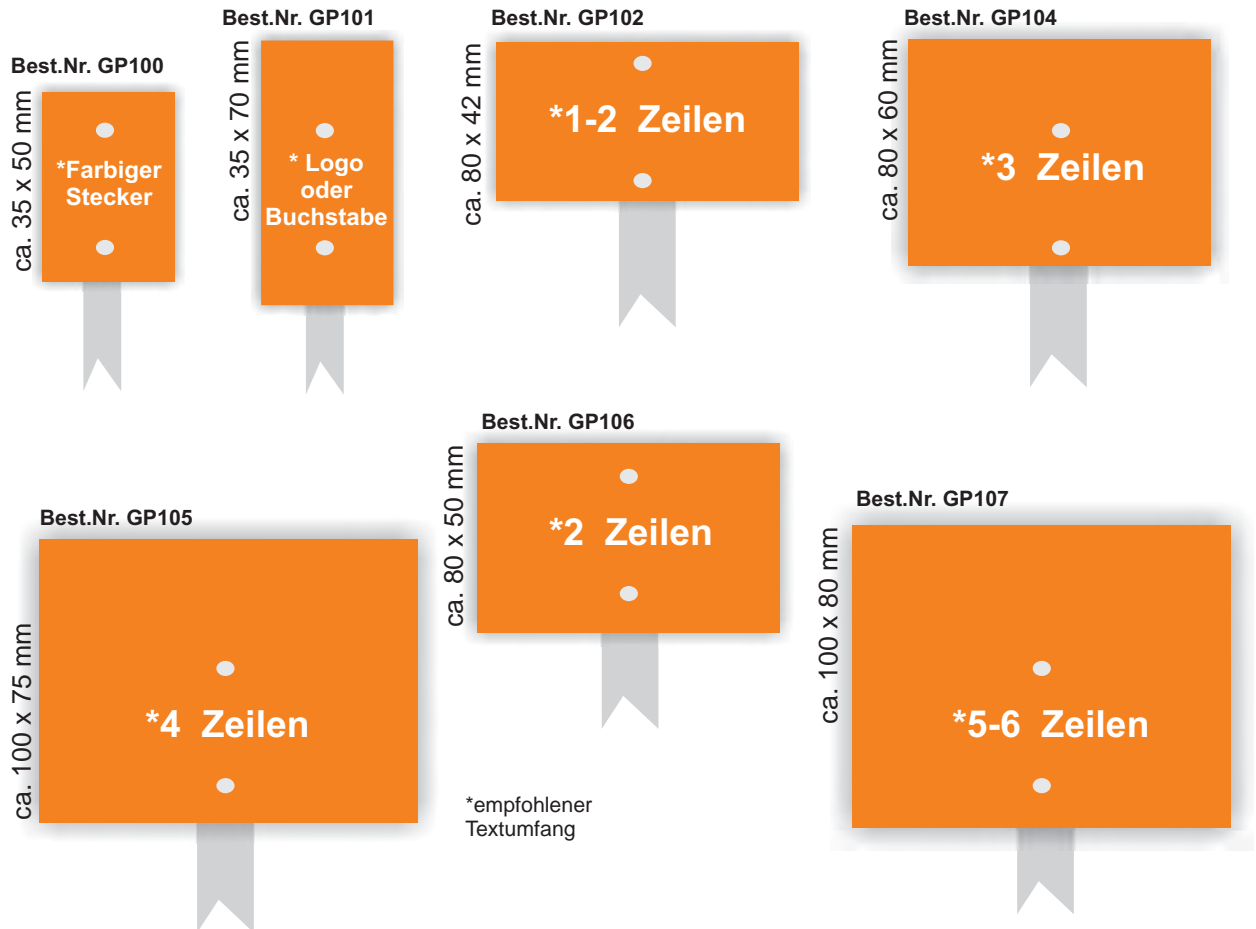 Best.Nr. GP100
ca. 35 x 50 mm
*Farbiger
Stecker
Best.Nr. GP101
ca. 35 x 70 mm
* Logo
oder
Buchstabe
Best.Nr. GP102
ca. 80 x 42 mm
*1-2 Zeilen
Best.Nr. GP104
ca. 80 x 60 mm
*3 Zeilen
Best.Nr. GP105
ca. 100 x 75 mm
*4 Zeilen
Best.Nr. GP106
ca. 80 x 50 mm
*2 Zeilen
Best.Nr. GP107
ca. 100 x 80 mm
*5-6 Zeilen
*empfohlener
Textumfang